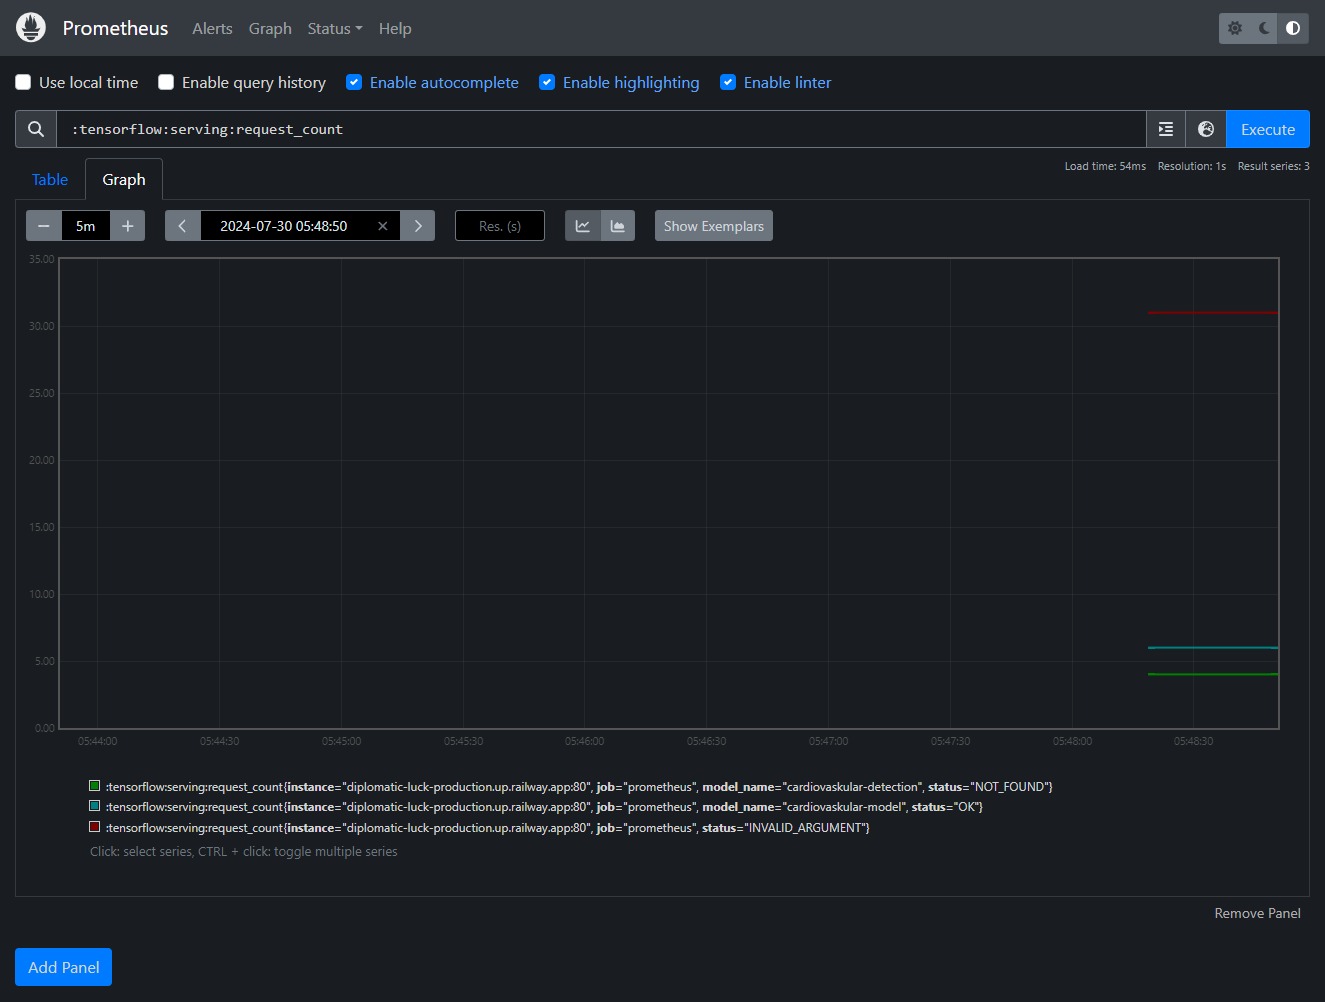 Prometheus Alerts Graph Status Help
Use local time Enable query history Enable autocomplete Enable highlighting Enable linter
:tensorflow:serving:request_count Execute
Load time: 54ms Resolution: 1s Result series: 3
Table Graph
5m 2024-07-30 05:48:50 Res. (s) Show Exemplars
35.00
30.00
25.00
20.00
15.00
10.00
5.00
0.00
05:44:00 05:44:30 05:45:00 05:45:30 05:46:00 05:46:30 05:47:00 05:47:30 05:48:00 05:48:30
:tensorflow:serving:request_count{instance="diplomatic-luck-production.up.railway.app:80", job="prometheus", model_name="cardiovaskular-detection", status="NOT_FOUND"}
:tensorflow:serving:request_count{instance="diplomatic-luck-production.up.railway.app:80", job="prometheus", model_name="cardiovaskular-model", status="OK"}
:tensorflow:serving:request_count{instance="diplomatic-luck-production.up.railway.app:80", job="prometheus", status="INVALID_ARGUMENT"}
Click: select series, CTRL + click: toggle multiple series
Remove Panel
Add Panel